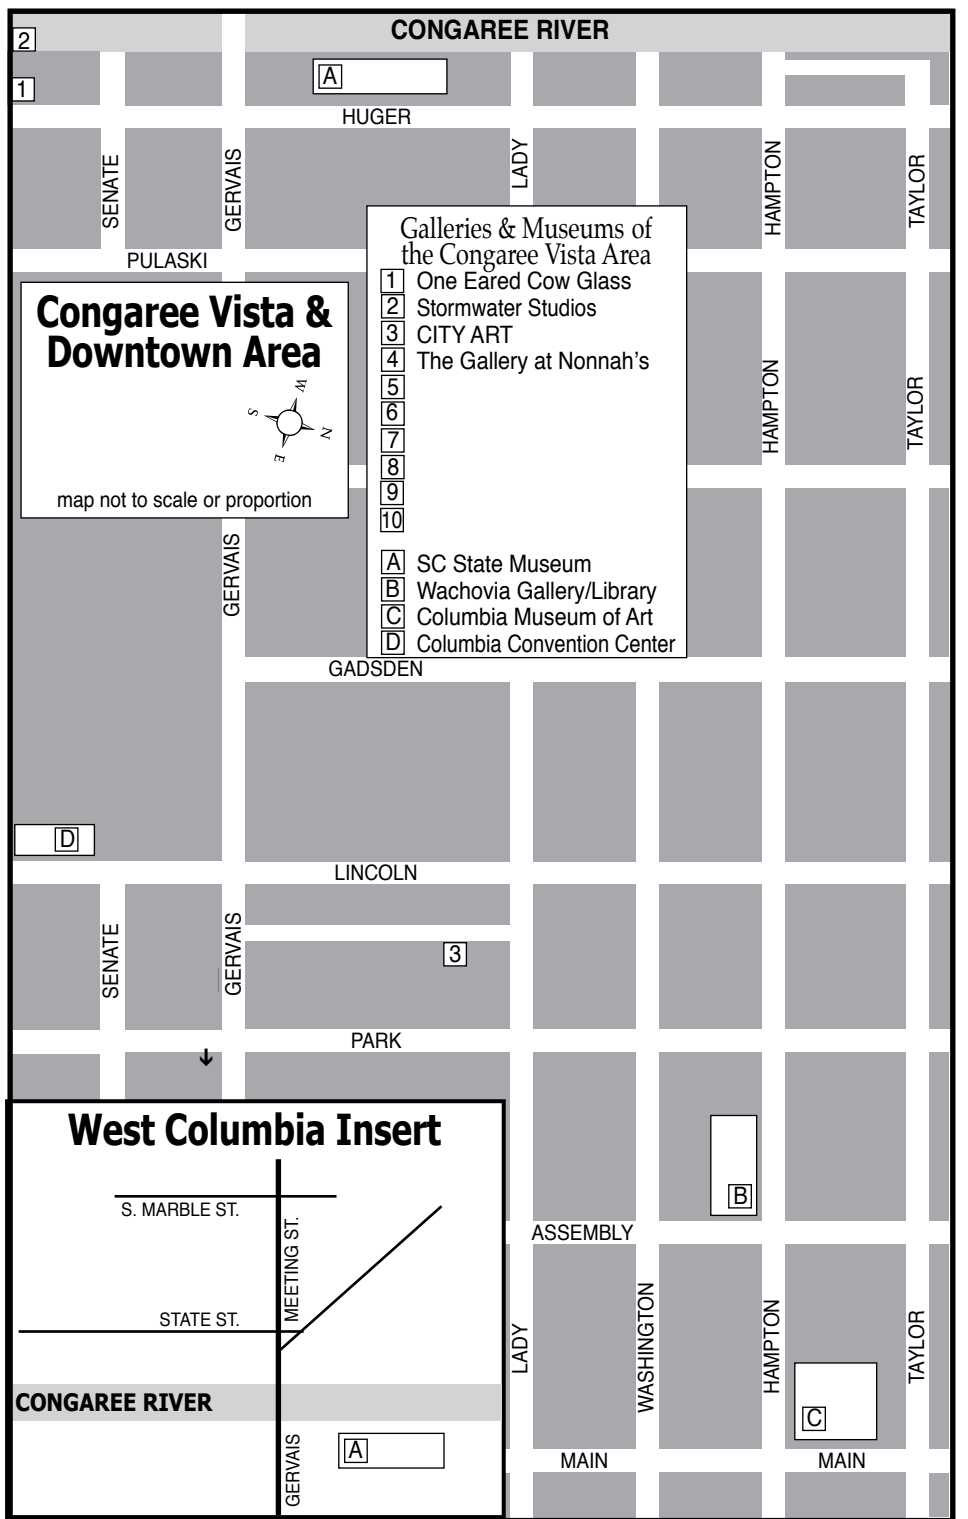 CONGAREE RIVER
2
1
A
HUGER
SENATE
GERVAIS
LADY
HAMPTON
TAYLOR
PULASKI
Galleries & Museums of
the Congaree Vista Area
1 One Eared Cow Glass
2 Stormwater Studios
3 CITY ART
4 The Gallery at Nonnah's
5
6
7
8
9
10
A SC State Museum
B Wachovia Gallery/Library
C Columbia Museum of Art
D Columbia Convention Center
Congaree Vista &
Downtown Area
W
S
N
E
map not to scale or proportion
HAMPTON
TAYLOR
GERVAIS
GADSDEN
D
LINCOLN
SENATE
GERVAIS
3
PARK
West Columbia Insert
S. MARBLE ST.
MEETING ST.
STATE ST.
CONGAREE RIVER
GERVAIS
A
B
ASSEMBLY
LADY
WASHINGTON
HAMPTON
TAYLOR
C
MAIN
MAIN